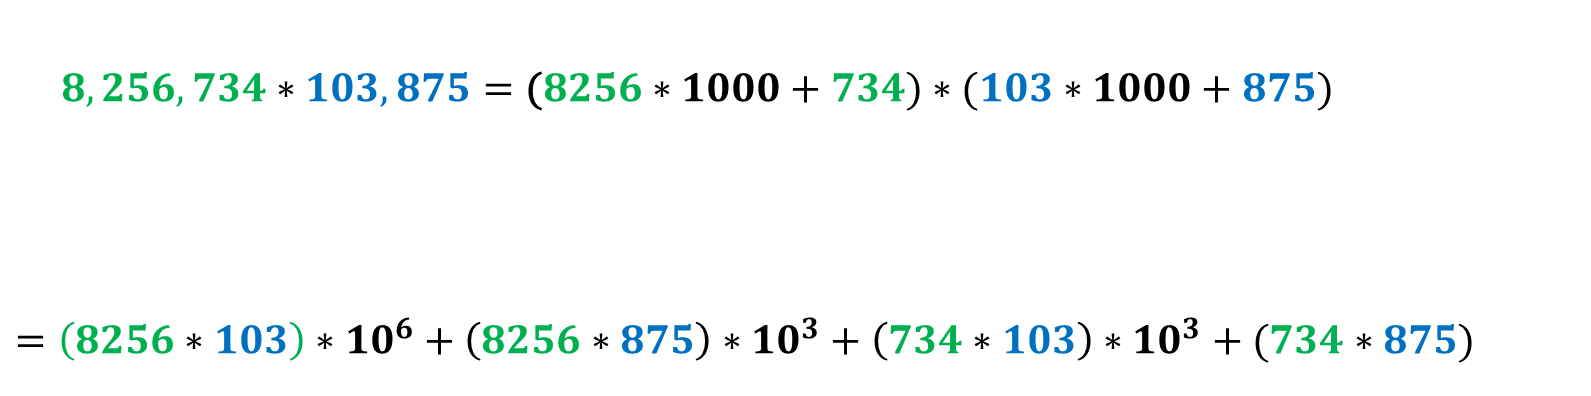 8,256,734 * 103,875 = (8256 * 1000 + 734) * (103 * 1000 + 875)
= (8256 * 103) * 10⁶ + (8256 * 875) * 10³ + (734 * 103) * 10³ + (734 * 875)